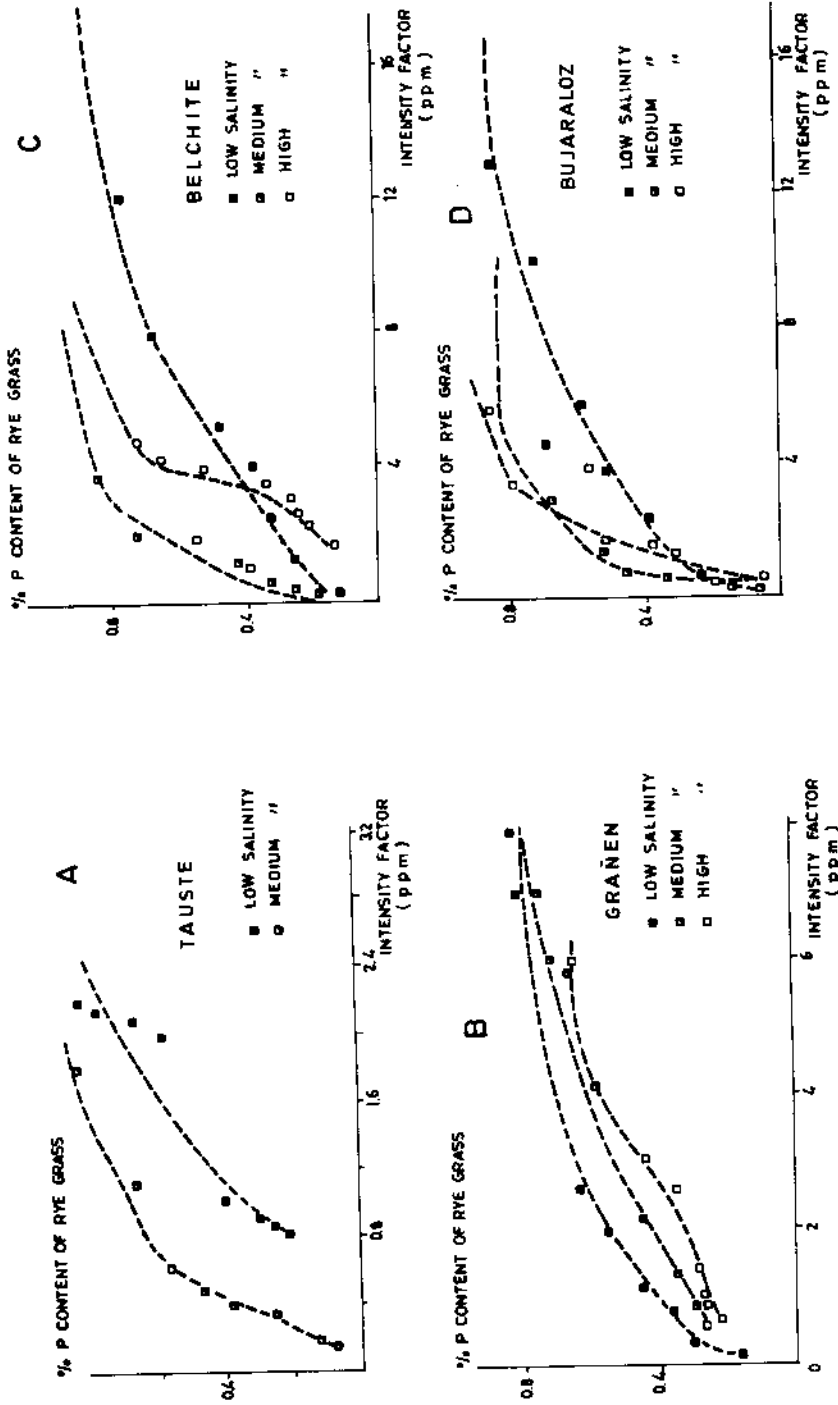 A
% P CONTENT OF RYE GRASS
TAUSTE
LOW SALINITY
MEDIUM "
0.4
0.8
1.6
2.4
3.2
INTENSITY FACTOR
(ppm)
B
% P CONTENT OF RYE GRASS
GRAÑEN
LOW SALINITY
MEDIUM "
HIGH "
0.8
0.4
0
2
4
6
INTENSITY FACTOR
(ppm)
C
% P CONTENT OF RYE GRASS
BELCHITE
LOW SALINITY
MEDIUM "
HIGH "
0.8
0.4
4
8
12
16
INTENSITY FACTOR
(ppm)
D
% P CONTENT OF RYE GRASS
BUJARALOZ
LOW SALINITY
MEDIUM "
HIGH "
0.8
0.4
4
8
12
16
INTENSITY FACTOR
(ppm)